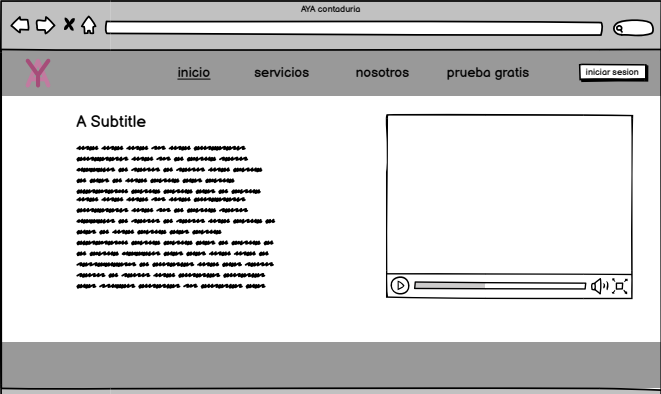 AYA contaduria
inicio servicios nosotros prueba gratis iniciar sesion
A Subtitle